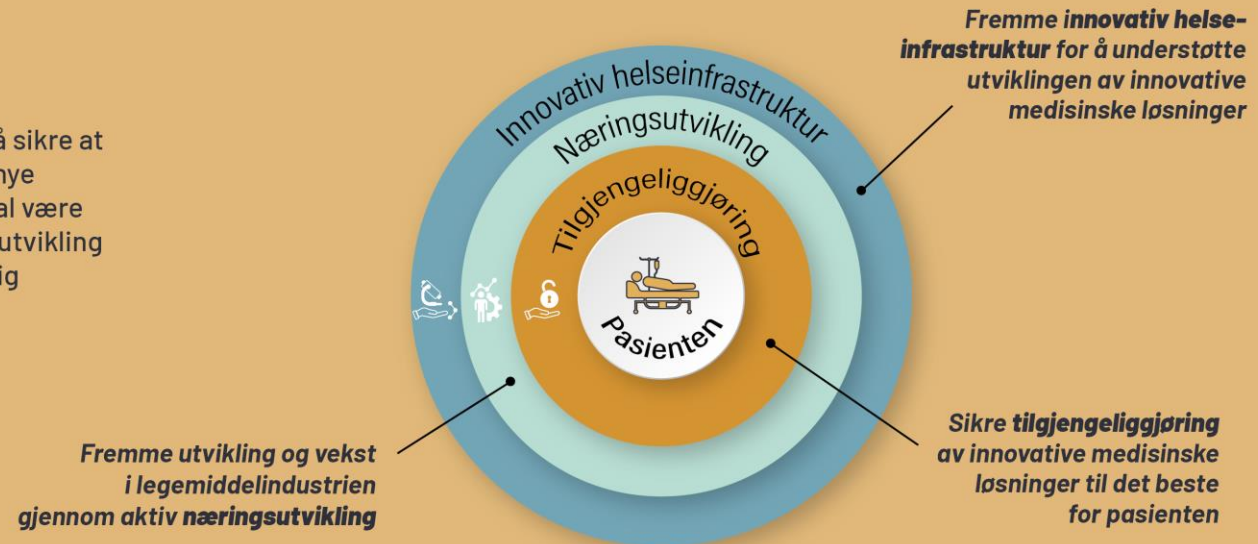 å sikre at
nye
al være
utvikling
ig
Innovativ helseinfrastruktur
Næringsutvikling
Tilgjengeliggjøring
Pasienten
Fremme innovativ helse-
infrastruktur for å understøtte
utviklingen av innovative
medisinske løsninger
Fremme utvikling og vekst
i legemiddelindustrien
gjennom aktiv næringsutvikling
Sikre tilgjengeliggjøring
av innovative medisinske
løsninger til det beste
for pasienten